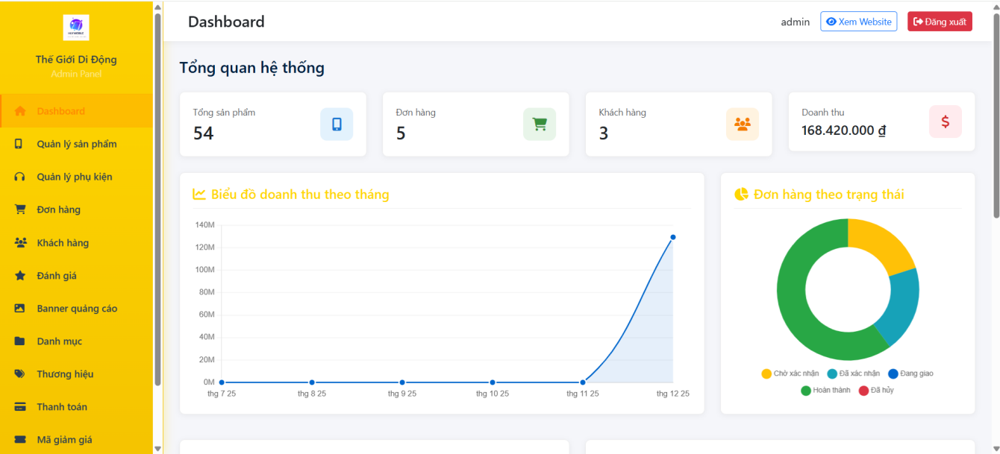 Thế Giới Di Động
Admin Panel
Dashboard
Quản lý sản phẩm
Quản lý phụ kiện
Đơn hàng
Khách hàng
Đánh giá
Banner quảng cáo
Danh mục
Thương hiệu
Thanh toán
Mã giảm giá
Dashboard
admin
Xem Website
Đăng xuất
Tổng quan hệ thống
Tổng sản phẩm
54
Đơn hàng
5
Khách hàng
3
Doanh thu
168.420.000 ₫
Biểu đồ doanh thu theo tháng
140M
120M
100M
80M
60M
40M
20M
0M
thg 7 25
thg 8 25
thg 9 25
thg 10 25
thg 11 25
thg 12 25
Đơn hàng theo trạng thái
Chờ xác nhận
Đã xác nhận
Đang giao
Hoàn thành
Đã hủy